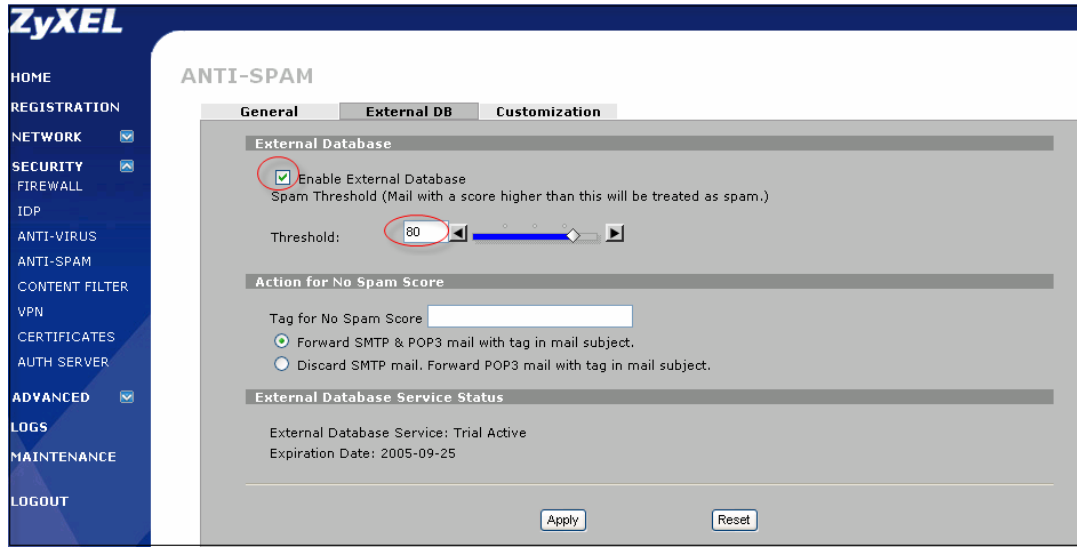 ZyXEL
HOME
REGISTRATION
NETWORK
SECURITY
FIREWALL
IDP
ANTI-VIRUS
ANTI-SPAM
CONTENT FILTER
VPN
CERTIFICATES
AUTH SERVER
ADVANCED
LOGS
MAINTENANCE
LOGOUT
ANTI-SPAM
General External DB Customization
External Database
Enable External Database
Spam Threshold (Mail with a score higher than this will be treated as spam.)
Threshold: 80
Action for No Spam Score
Tag for No Spam Score
Forward SMTP & POP3 mail with tag in mail subject.
Discard SMTP mail. Forward POP3 mail with tag in mail subject.
External Database Service Status
External Database Service: Trial Active
Expiration Date: 2005-09-25
Apply Reset